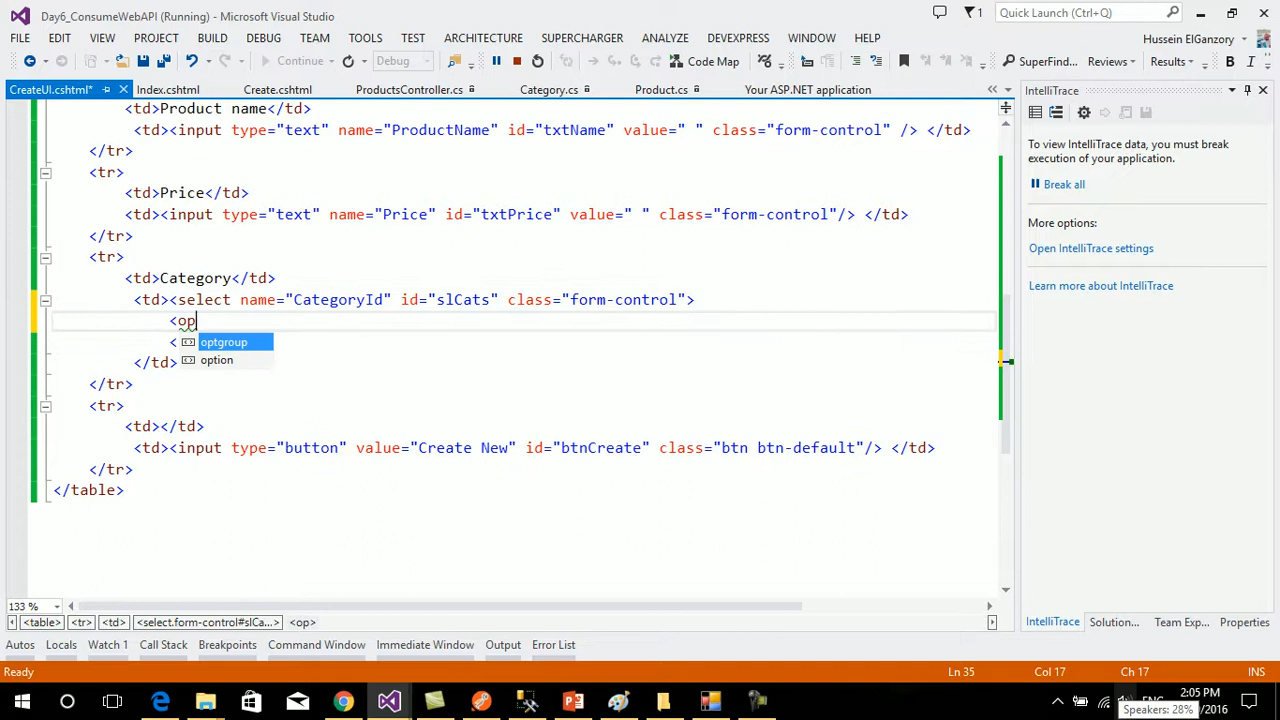 Day6_ConsumeWebAPI (Running) - Microsoft Visual Studio
1
Quick Launch (Ctrl+Q)
FILE EDIT VIEW PROJECT BUILD DEBUG TEAM TOOLS TEST ARCHITECTURE SUPERCHARGER ANALYZE DEVEXPRESS WINDOW HELP
Hussein ElGanzory
Continue Debug Code Map SuperFind... Reviews Results B I
CreateUI.cshtml* Index.cshtml Create.cshtml ProductsController.cs Category.cs Product.cs Your ASP.NET application
<td>Product name</td>
<td><input type="text" name="ProductName" id="txtName" value=" " class="form-control" /> </td>
</tr>
<tr>
<td>Price</td>
<td><input type="text" name="Price" id="txtPrice" value=" " class="form-control"/> </td>
</tr>
<tr>
<td>Category</td>
<td><select name="CategoryId" id="slCats" class="form-control">
<op
< optgroup
option
</td>
</tr>
<tr>
<td></td>
<td><input type="button" value="Create New" id="btnCreate" class="btn btn-default"/> </td>
</tr>
</table>
133 %
<table> <tr> <td> <select.form-control#slCa...> <op>
IntelliTrace
To view IntelliTrace data, you must break
execution of your application.
Break all
More options:
Open IntelliTrace settings
Learn more about IntelliTrace
IntelliTrace Solution... Team Exp... Properties
Autos Locals Watch 1 Call Stack Breakpoints Command Window Immediate Window Output Error List
Ready Ln 35 Col 17 Ch 17 INS
ENG 2:05 PM
Speakers: 28% /2016